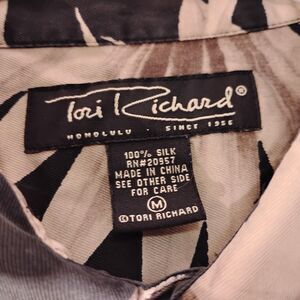 Tori Richard®
HONOLULU · SINCE 1956
100% SILK
RN#20957
MADE IN CHINA
SEE OTHER SIDE
FOR CARE
M
©TORI RICHARD